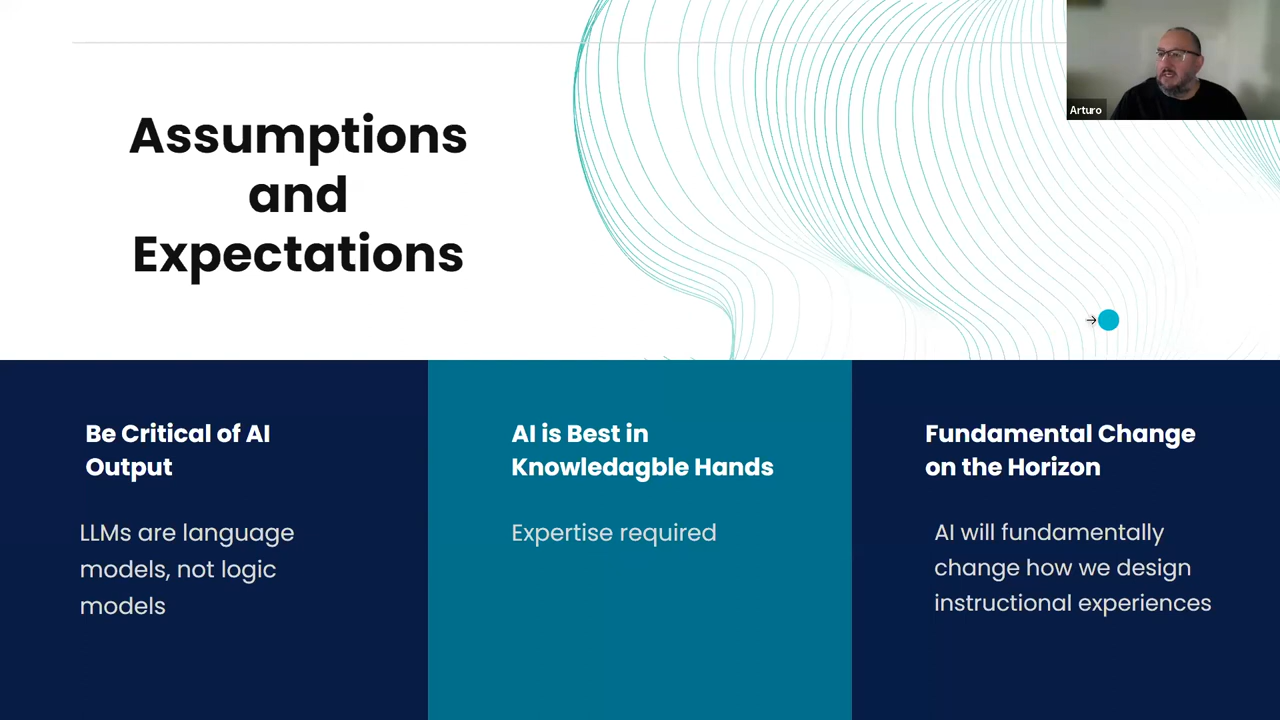 Arturo
Assumptions
and
Expectations
Be Critical of AI
Output
LLMs are language
models, not logic
models
AI is Best in
Knowledagble Hands
Expertise required
Fundamental Change
on the Horizon
AI will fundamentally
change how we design
instructional experiences